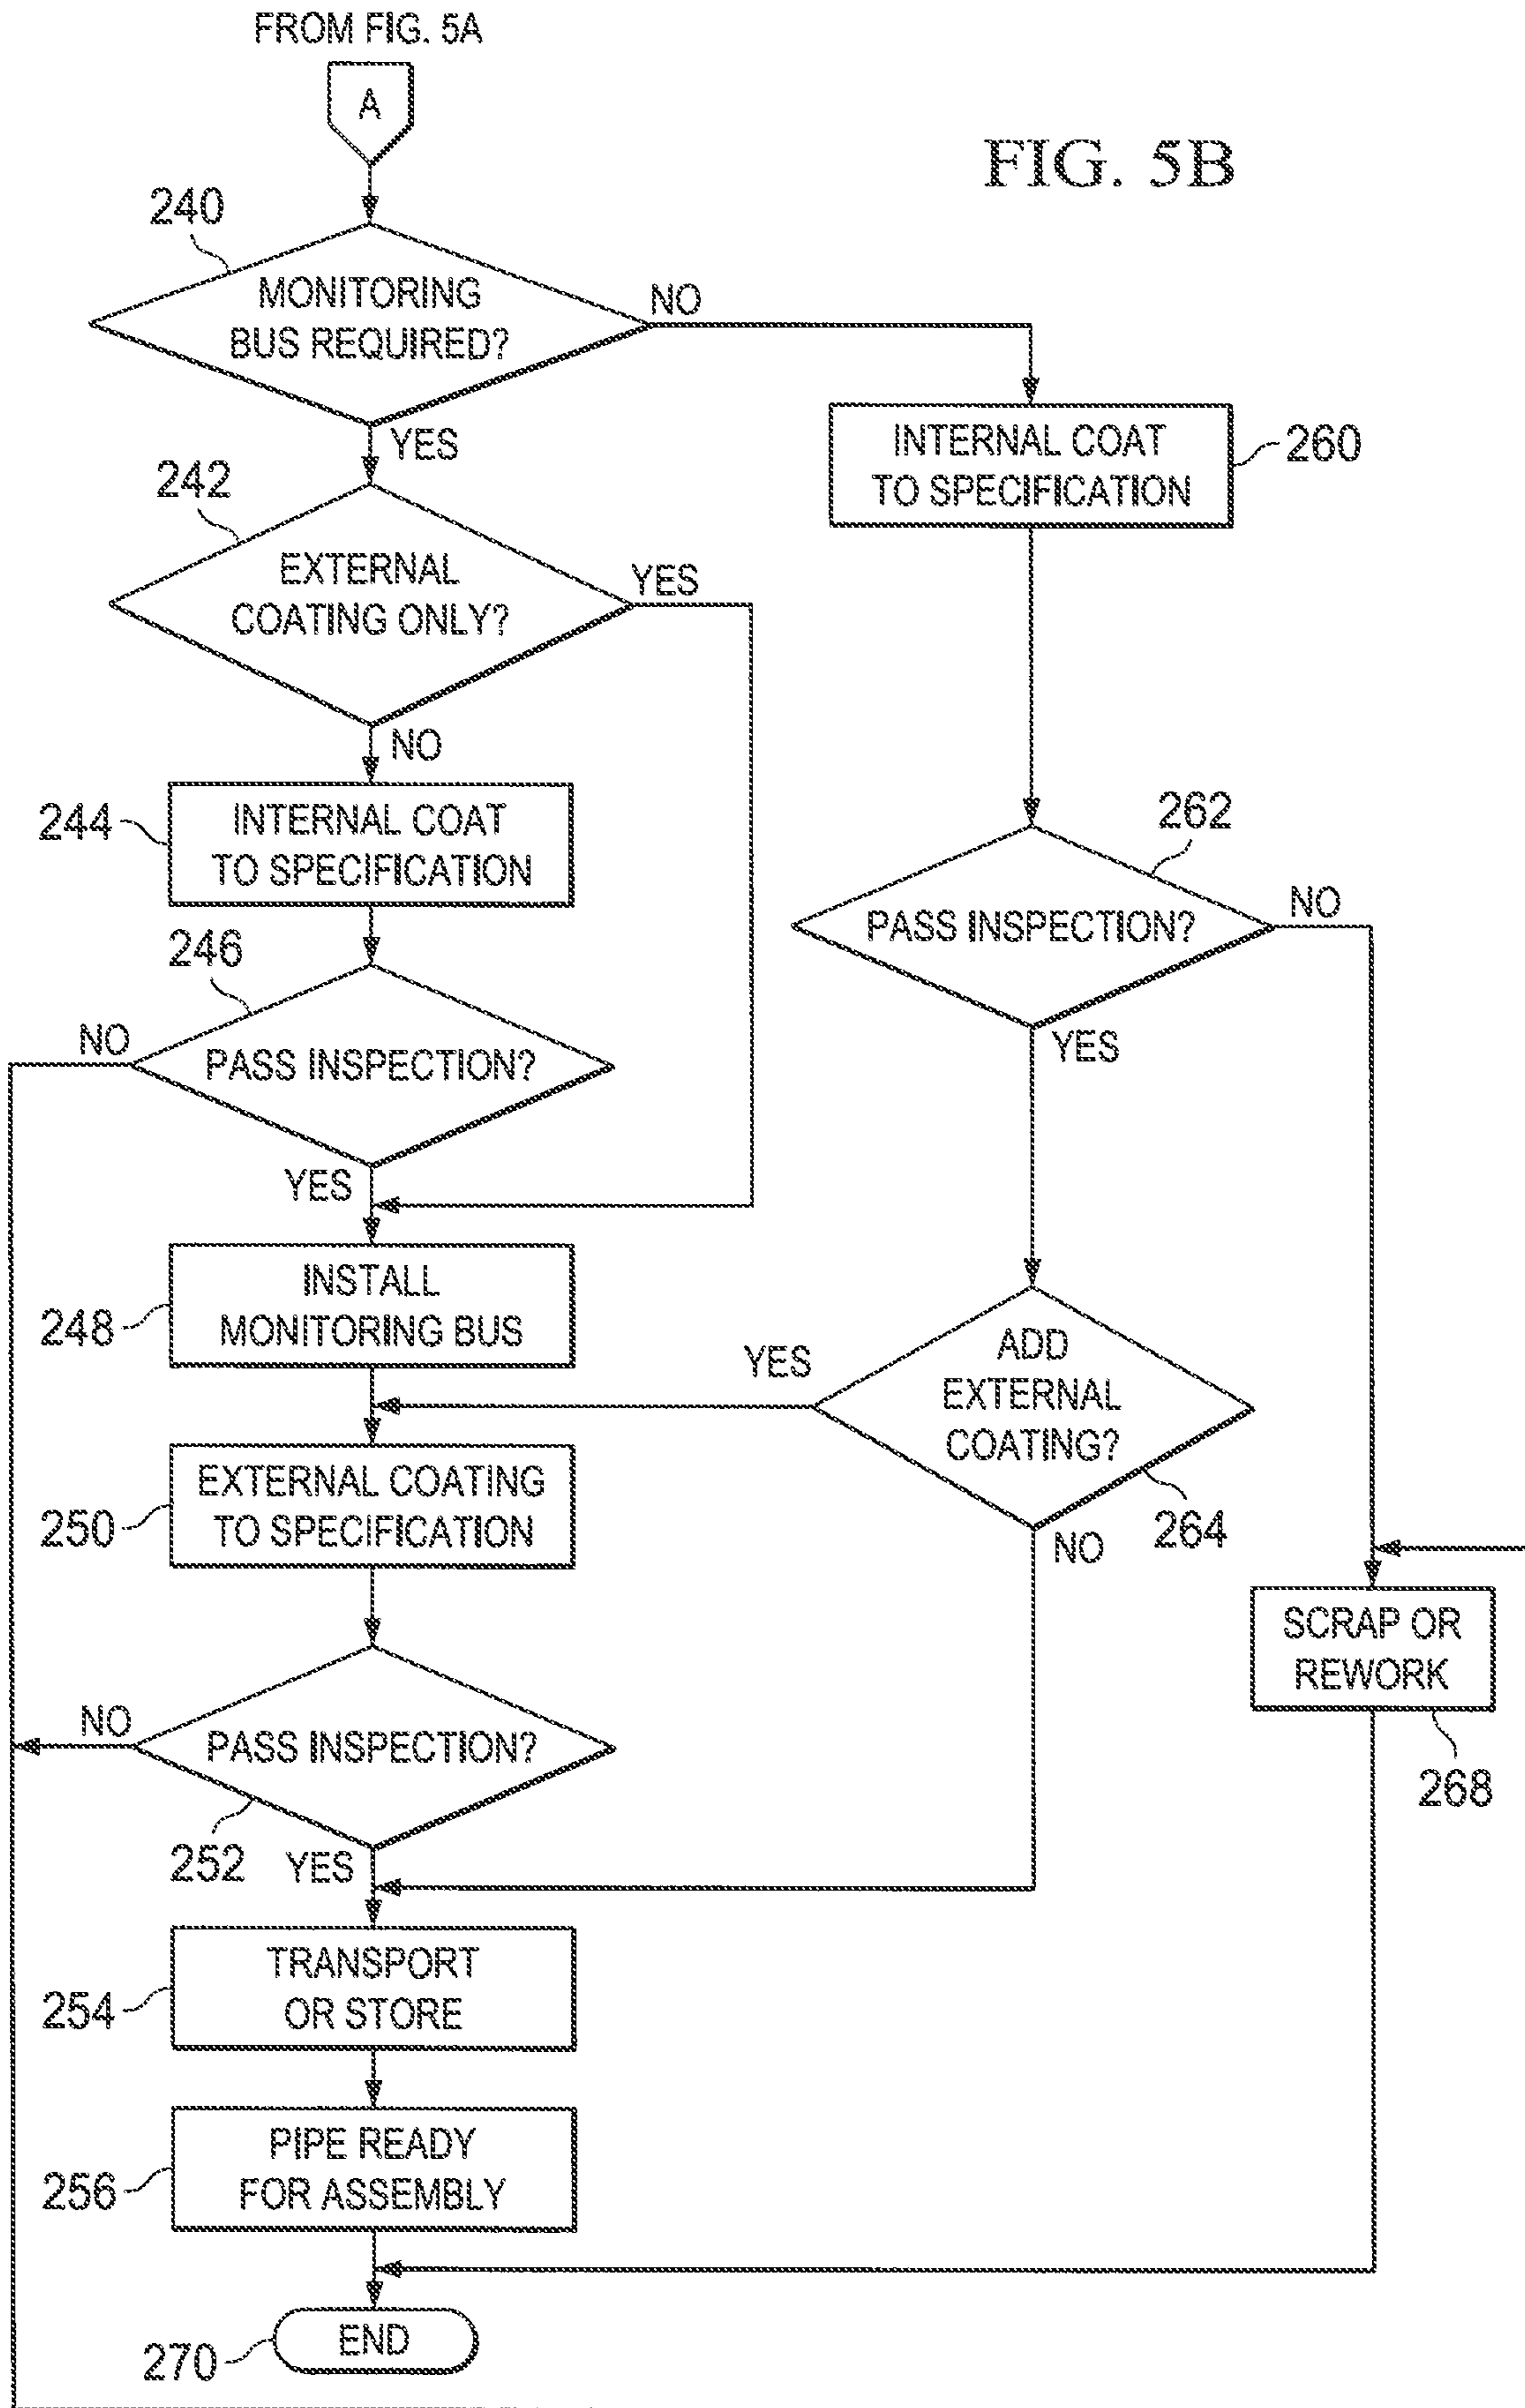 FROM FIG. 5A
A
FIG. 5B
240
MONITORING
BUS REQUIRED?
NO
YES
242
EXTERNAL
COATING ONLY?
YES
NO
244
INTERNAL COAT
TO SPECIFICATION
246
PASS INSPECTION?
NO
YES
248
INSTALL
MONITORING BUS
250
EXTERNAL COATING
TO SPECIFICATION
252
PASS INSPECTION?
NO
YES
254
TRANSPORT
OR STORE
256
PIPE READY
FOR ASSEMBLY
270
END
INTERNAL COAT
TO SPECIFICATION
260
262
PASS INSPECTION?
NO
YES
ADD
EXTERNAL
COATING?
YES
264
NO
SCRAP OR
REWORK
268